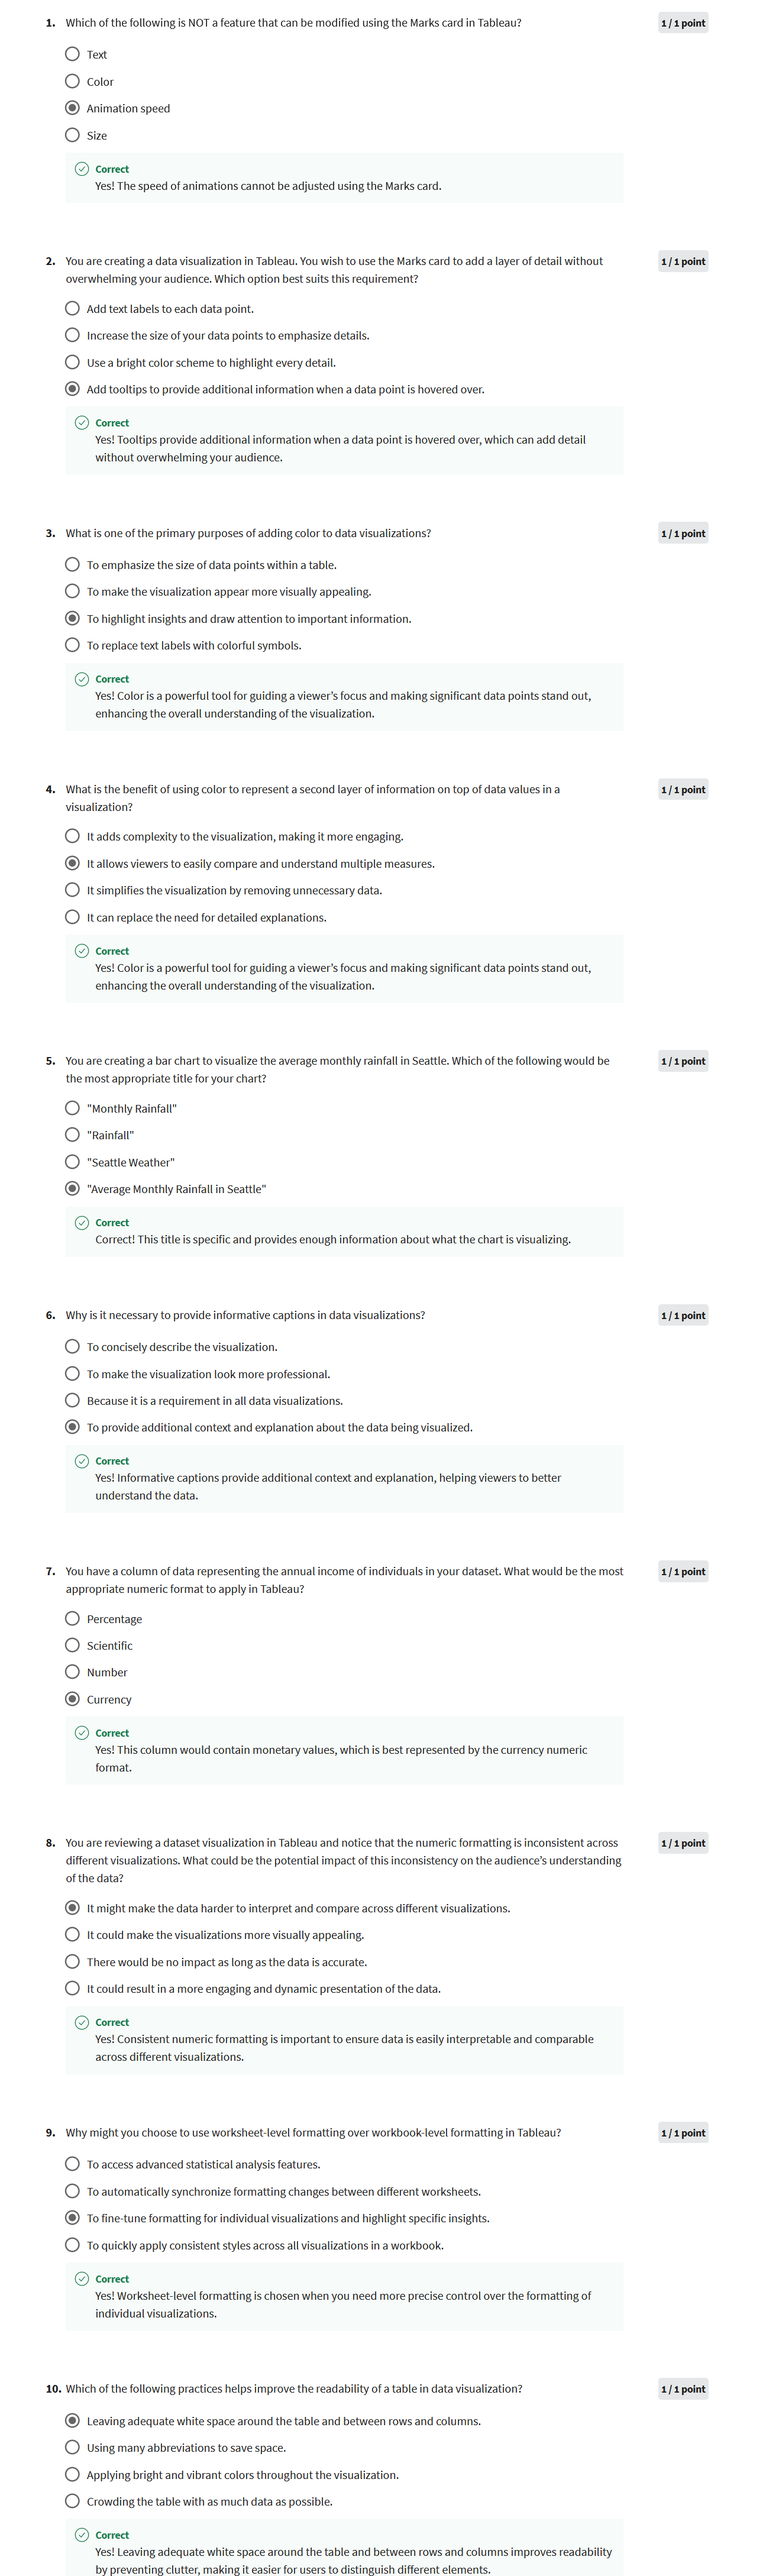 1. Which of the following is NOT a feature that can be modified using the Marks card in Tableau?
1 / 1 point
Text
Color
Animation speed
Size
Correct
Yes! The speed of animations cannot be adjusted using the Marks card.
2. You are creating a data visualization in Tableau. You wish to use the Marks card to add a layer of detail without
overwhelming your audience. Which option best suits this requirement?
1 / 1 point
Add text labels to each data point.
Increase the size of your data points to emphasize details.
Use a bright color scheme to highlight every detail.
Add tooltips to provide additional information when a data point is hovered over.
Correct
Yes! Tooltips provide additional information when a data point is hovered over, which can add detail
without overwhelming your audience.
3. What is one of the primary purposes of adding color to data visualizations?
1 / 1 point
To emphasize the size of data points within a table.
To make the visualization appear more visually appealing.
To highlight insights and draw attention to important information.
To replace text labels with colorful symbols.
Correct
Yes! Color is a powerful tool for guiding a viewer's focus and making significant data points stand out,
enhancing the overall understanding of the visualization.
4. What is the benefit of using color to represent a second layer of information on top of data values in a
visualization?
1 / 1 point
It adds complexity to the visualization, making it more engaging.
It allows viewers to easily compare and understand multiple measures.
It simplifies the visualization by removing unnecessary data.
It can replace the need for detailed explanations.
Correct
Yes! Color is a powerful tool for guiding a viewer's focus and making significant data points stand out,
enhancing the overall understanding of the visualization.
5. You are creating a bar chart to visualize the average monthly rainfall in Seattle. Which of the following would be
the most appropriate title for your chart?
1 / 1 point
"Monthly Rainfall"
"Rainfall"
"Seattle Weather"
"Average Monthly Rainfall in Seattle"
Correct
Correct! This title is specific and provides enough information about what the chart is visualizing.
6. Why is it necessary to provide informative captions in data visualizations?
1 / 1 point
To concisely describe the visualization.
To make the visualization look more professional.
Because it is a requirement in all data visualizations.
To provide additional context and explanation about the data being visualized.
Correct
Yes! Informative captions provide additional context and explanation, helping viewers to better
understand the data.
7. You have a column of data representing the annual income of individuals in your dataset. What would be the most
appropriate numeric format to apply in Tableau?
1 / 1 point
Percentage
Scientific
Number
Currency
Correct
Yes! This column would contain monetary values, which is best represented by the currency numeric
format.
8. You are reviewing a dataset visualization in Tableau and notice that the numeric formatting is inconsistent across
different visualizations. What could be the potential impact of this inconsistency on the audience's understanding
of the data?
1 / 1 point
It might make the data harder to interpret and compare across different visualizations.
It could make the visualizations more visually appealing.
There would be no impact as long as the data is accurate.
It could result in a more engaging and dynamic presentation of the data.
Correct
Yes! Consistent numeric formatting is important to ensure data is easily interpretable and comparable
across different visualizations.
9. Why might you choose to use worksheet-level formatting over workbook-level formatting in Tableau?
1 / 1 point
To access advanced statistical analysis features.
To automatically synchronize formatting changes between different worksheets.
To fine-tune formatting for individual visualizations and highlight specific insights.
To quickly apply consistent styles across all visualizations in a workbook.
Correct
Yes! Worksheet-level formatting is chosen when you need more precise control over the formatting of
individual visualizations.
10. Which of the following practices helps improve the readability of a table in data visualization?
1 / 1 point
Leaving adequate white space around the table and between rows and columns.
Using many abbreviations to save space.
Applying bright and vibrant colors throughout the visualization.
Crowding the table with as much data as possible.
Correct
Yes! Leaving adequate white space around the table and between rows and columns improves readability
by preventing clutter, making it easier for users to distinguish different elements.